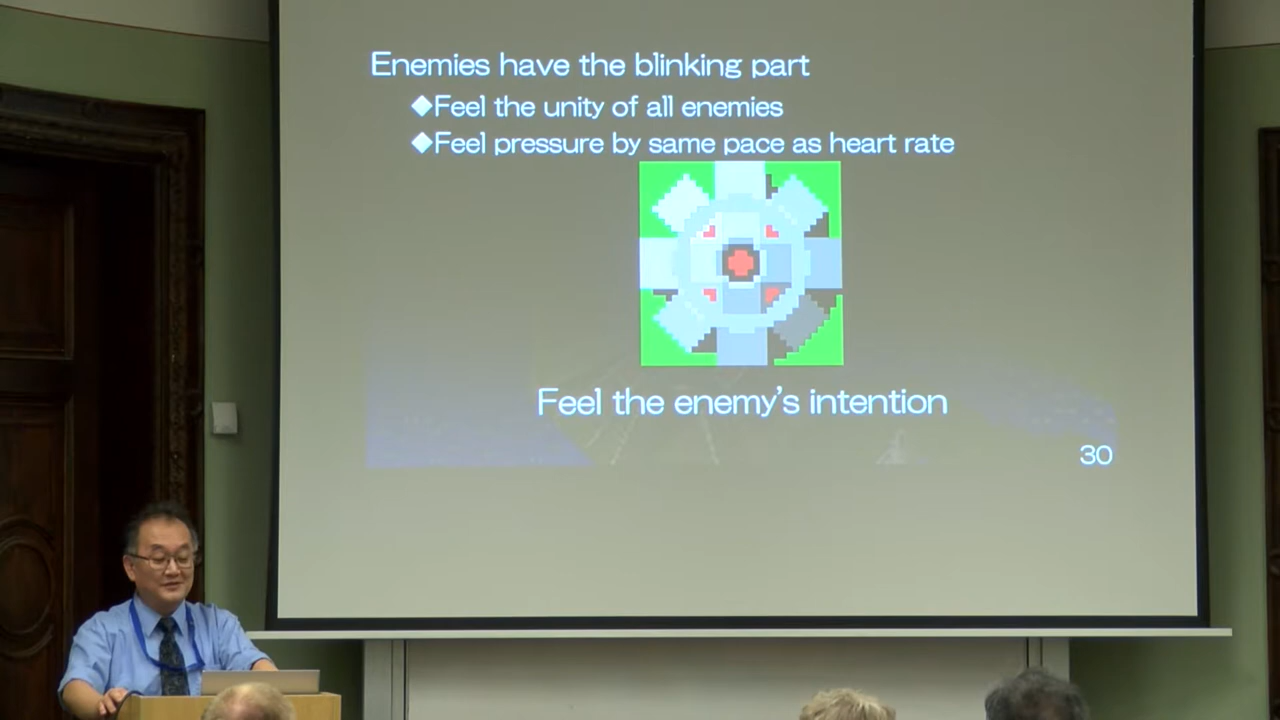 Enemies have the blinking part
◆Feel the unity of all enemies
◆Feel pressure by same pace as heart rate
Feel the enemy's intention
30